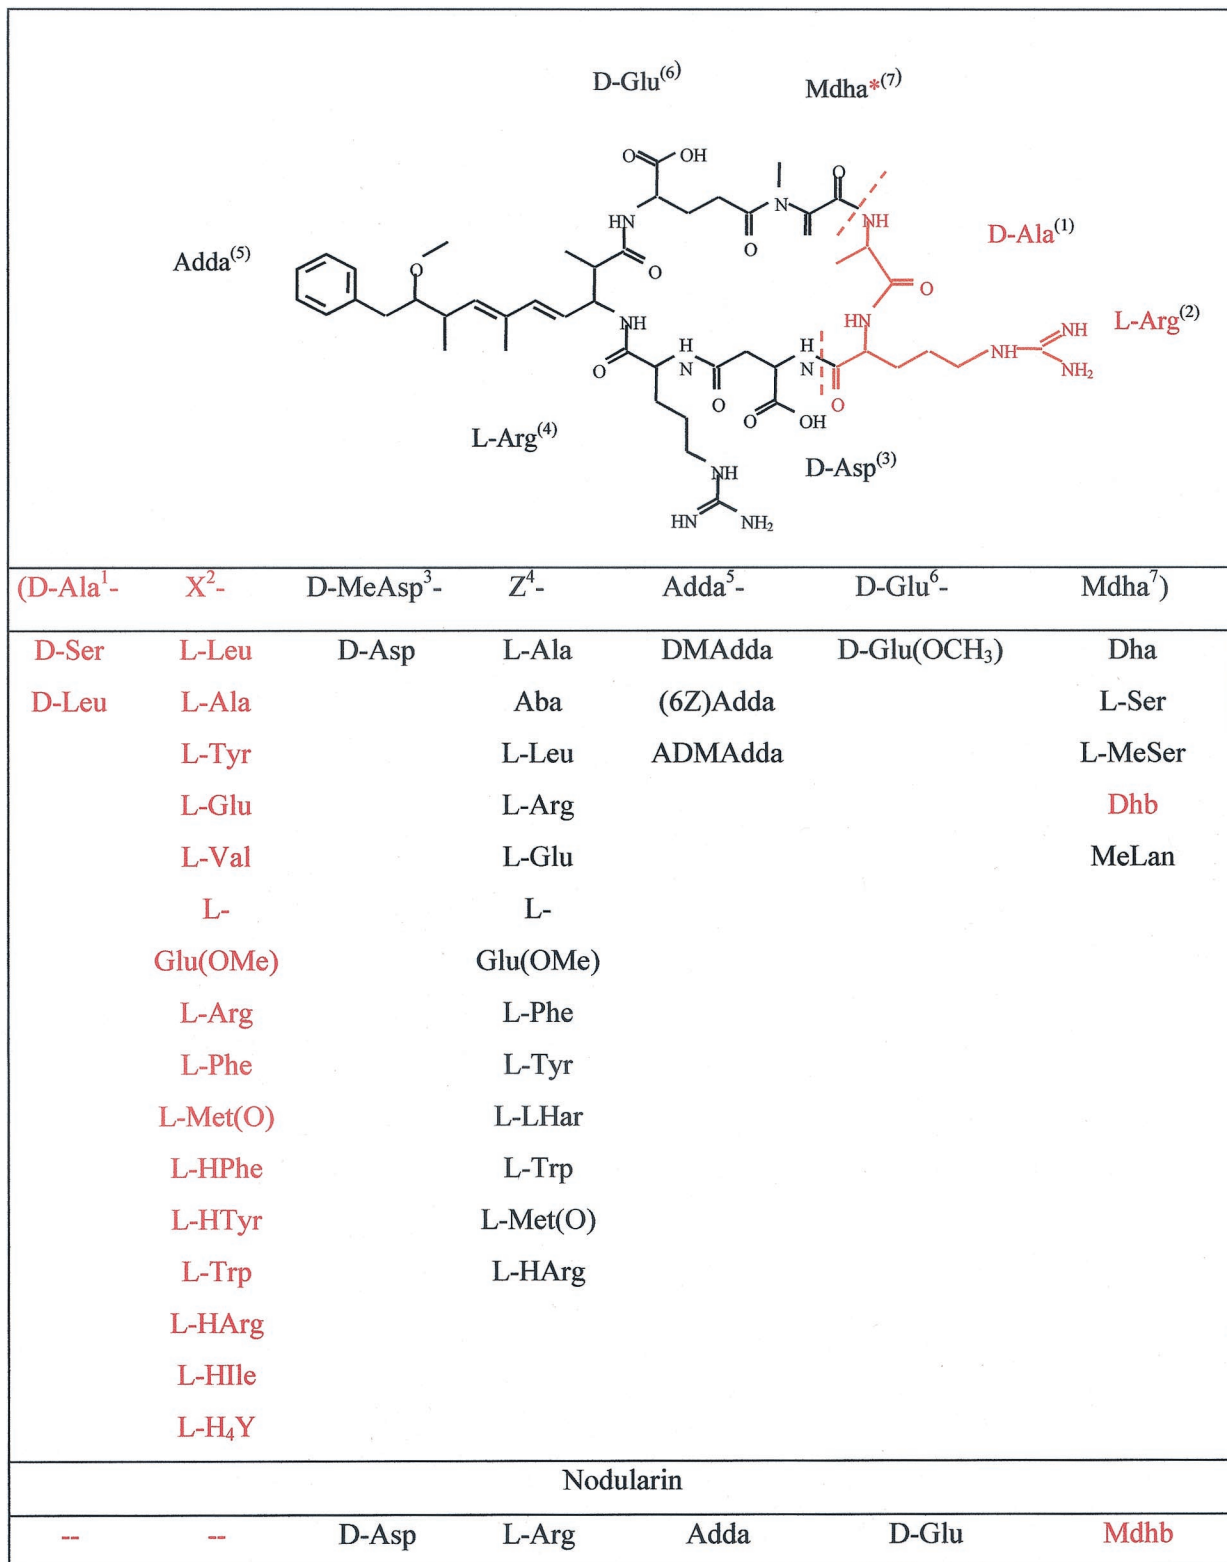 D-Glu(6)
Mdha*(7)
O
OH
O
HN
N
NH
D-Ala(1)
Adda(5)
O
O
O
O
HN
NH
L-Arg(2)
NH
H
N
H
N
NH
NH2
O
O
O
O
OH
L-Arg(4)
D-Asp(3)
NH
HN
NH2
(D-Ala1- X2- D-MeAsp3- Z4- Adda5- D-Glu6- Mdha7)
D-Ser L-Leu D-Asp L-Ala DMAdda D-Glu(OCH3) Dha
D-Leu L-Ala Aba (6Z)Adda L-Ser
L-Tyr L-Leu ADMAdda L-MeSer
L-Glu L-Arg Dhb
L-Val L-Glu MeLan
L- L-
Glu(OMe) Glu(OMe)
L-Arg L-Phe
L-Phe L-Tyr
L-Met(O) L-LHar
L-HPhe L-Trp
L-HTyr L-Met(O)
L-Trp L-HArg
L-HArg
L-HIle
L-H4Y
Nodularin
-- -- D-Asp L-Arg Adda D-Glu Mdhb